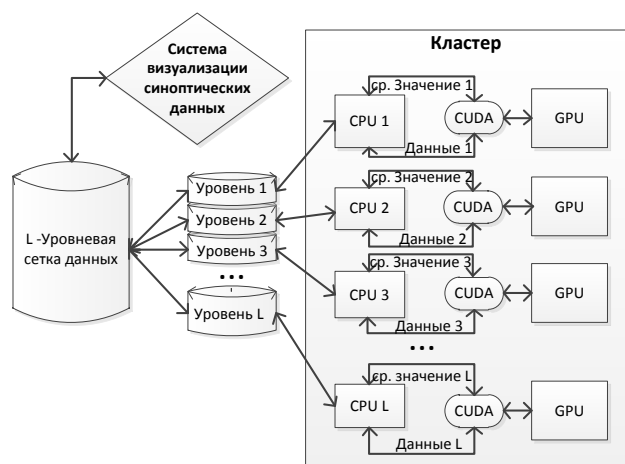 Система
визуализации
синоптических
данных
L -Уровневая
сетка данных
Уровень 1
Уровень 2
Уровень 3
...
Уровень L
Кластер
ср. Значение 1
CPU 1
CUDA
GPU
Данные 1
ср. Значение 2
CPU 2
CUDA
GPU
Данные 2
ср. Значение 3
CPU 3
CUDA
GPU
Данные 3
...
ср. значение L
CPU L
CUDA
GPU
Данные L